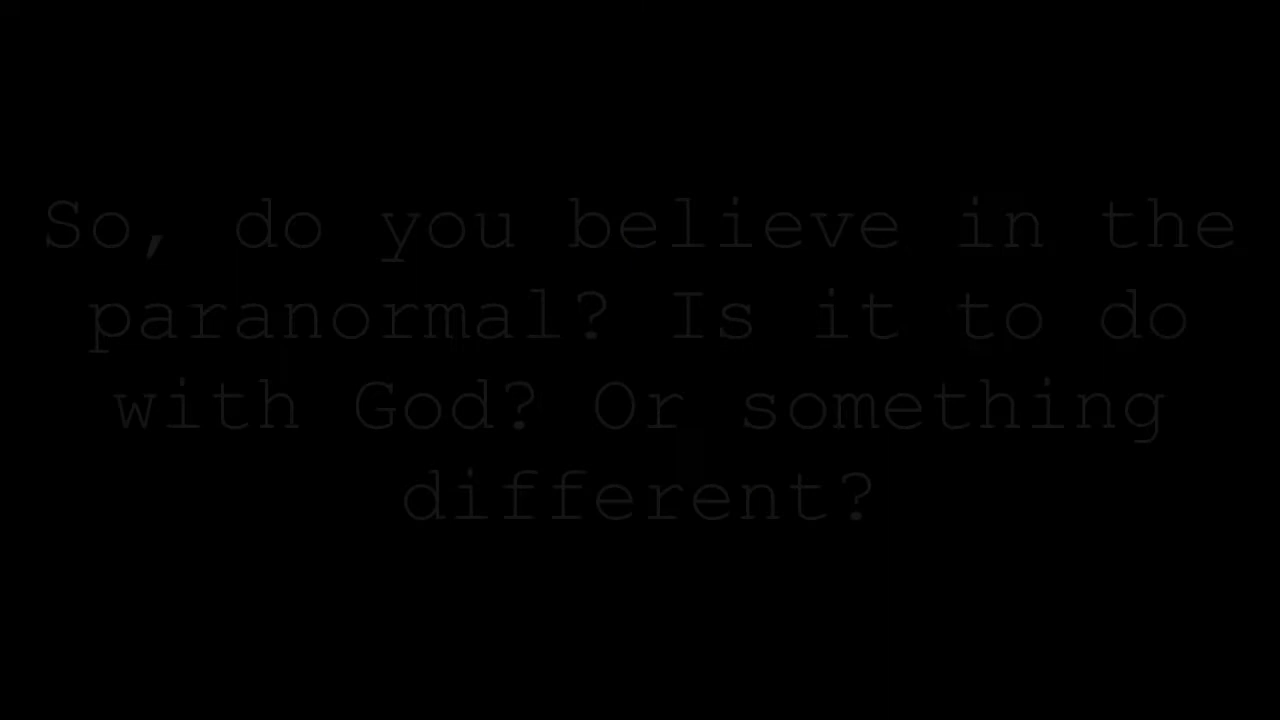 So, do you believe in the
paranormal? Is it to do
with God? Or something
different?